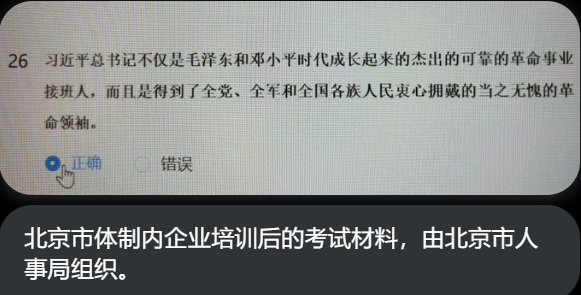 26 习近平总书记不仅是毛泽东和邓小平时代成长起来的杰出的可靠的革命事业
接班人，而且是得到了全党、全军和全国各族人民衷心拥戴的当之无愧的革
命领袖。
正确 错误
北京市体制内企业培训后的考试材料，由北京市人
事局组织。